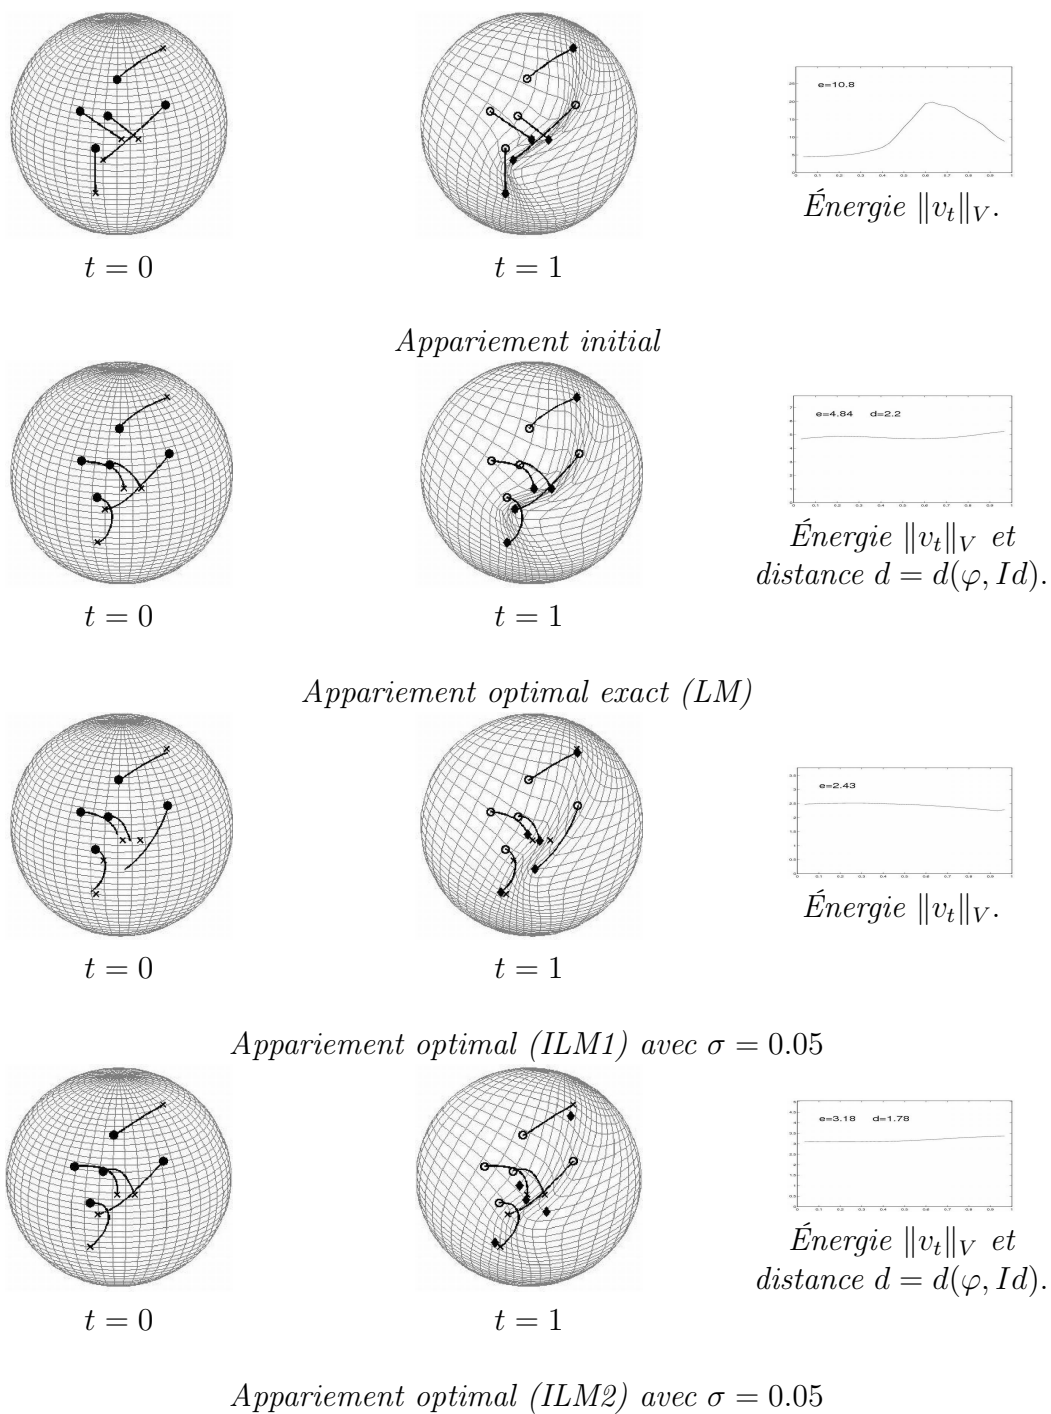 e=10.8
Énergie ‖v_t‖_V.
t = 0
t = 1
Appariement initial
e=4.84 d=2.2
Énergie ‖v_t‖_V et
distance d = d(φ, Id).
t = 0
t = 1
Appariement optimal exact (LM)
e=2.43
Énergie ‖v_t‖_V.
t = 0
t = 1
Appariement optimal (ILM1) avec σ = 0.05
e=3.18 d=1.78
Énergie ‖v_t‖_V et
distance d = d(φ, Id).
t = 0
t = 1
Appariement optimal (ILM2) avec σ = 0.05